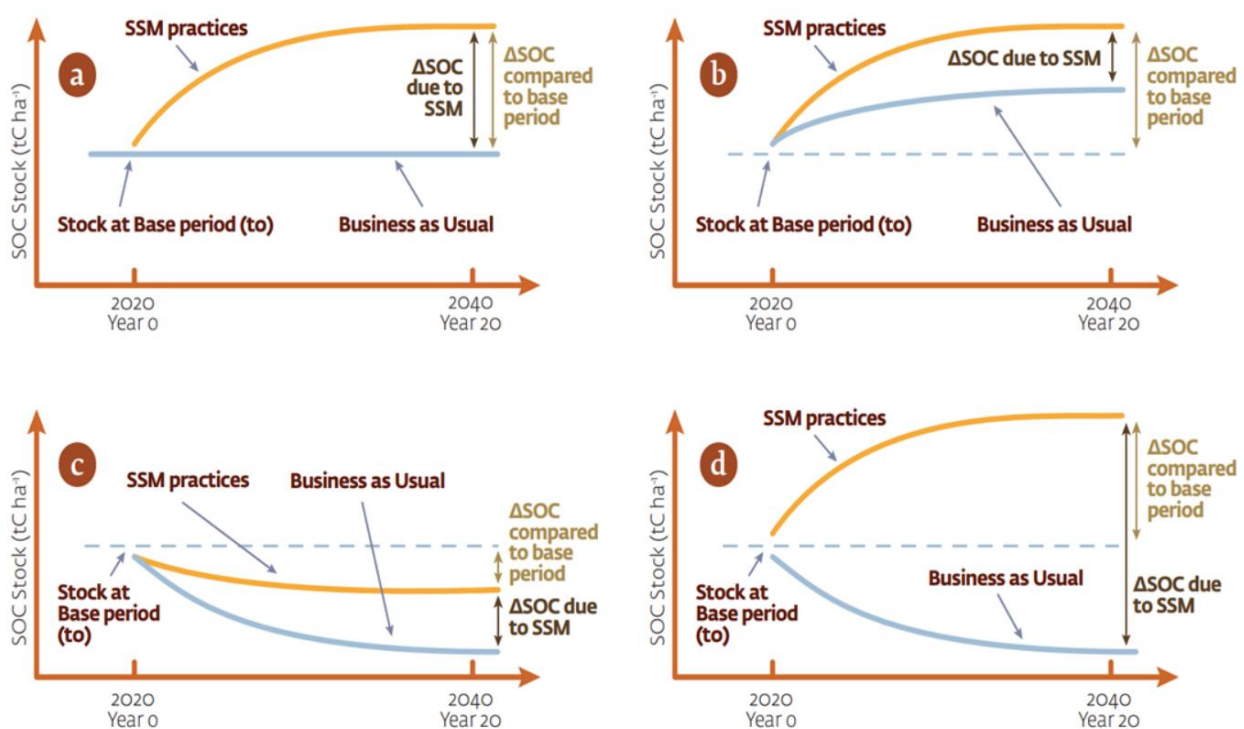 SSM practices
a
ΔSOC
due to
SSM
ΔSOC
compared
to base
period
SOC Stock (tC ha⁻¹)
Stock at Base period (to)
Business as Usual
2020
Year 0
2040
Year 20
SSM practices
b
ΔSOC due to SSM
ΔSOC
compared
to base
period
SOC Stock (tC ha⁻¹)
Stock at Base period (to)
Business as Usual
2020
Year 0
2040
Year 20
c
SSM practices
Business as Usual
ΔSOC
compared
to base
period
SOC Stock (tC ha⁻¹)
Stock at
Base period
(to)
ΔSOC due
to SSM
2020
Year 0
2040
Year 20
SSM practices
d
ΔSOC
compared
to base
period
SOC Stock (tC ha⁻¹)
Stock at
Base period
(to)
Business as Usual
ΔSOC due
to SSM
2020
Year 0
2040
Year 20